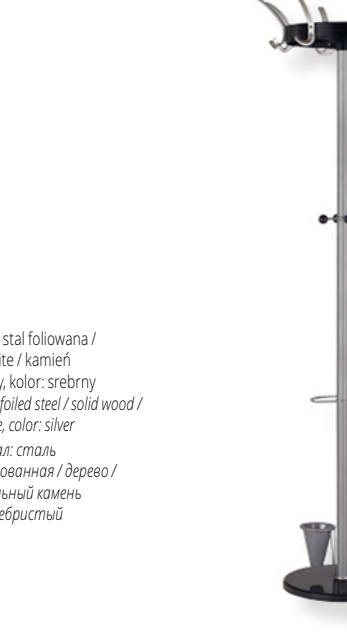 stal foliowana /
ite / kamień
y, kolor: srebrny
foiled steel / solid wood /
e, color: silver
ал: сталь
ованная / дерево /
ьный камень
ебристый